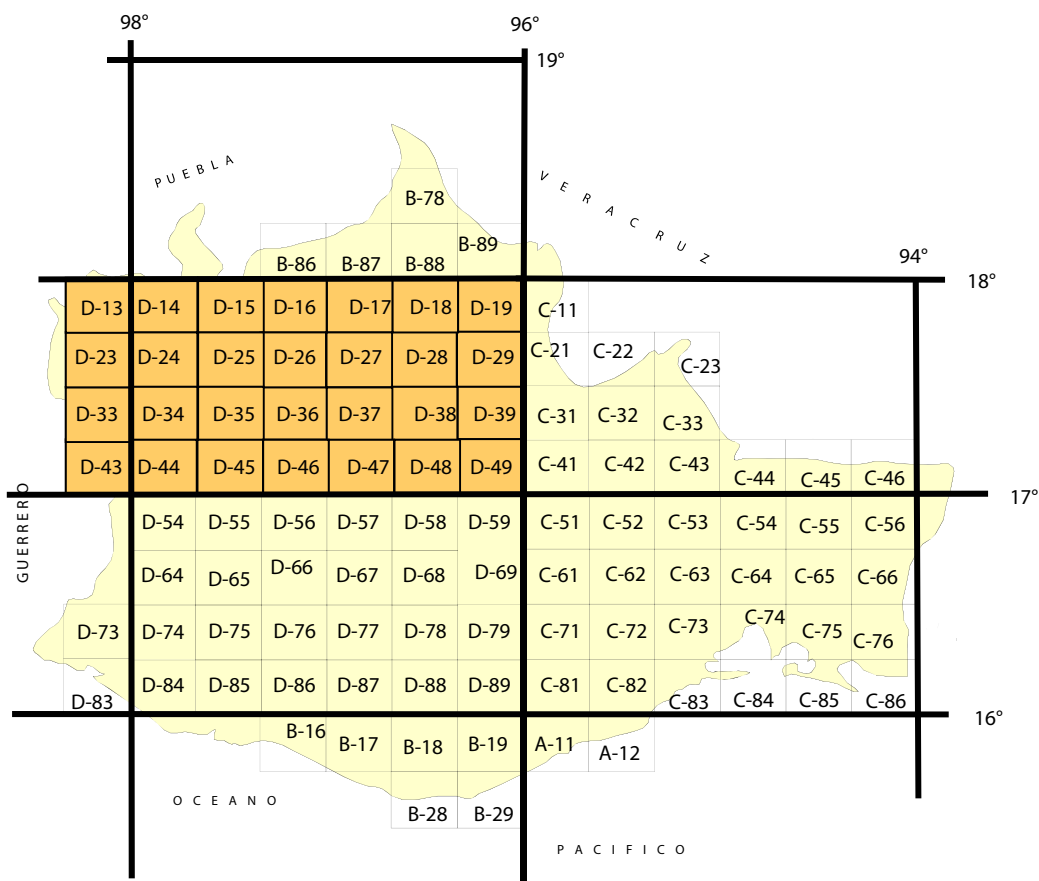 98°
96°
19°
PUEBLA
VERACRUZ
B-78
B-89
B-86 B-87 B-88
94°
18°
D-13 D-14 D-15 D-16 D-17 D-18 D-19 C-11
D-23 D-24 D-25 D-26 D-27 D-28 D-29 C-21 C-22 C-23
D-33 D-34 D-35 D-36 D-37 D-38 D-39 C-31 C-32 C-33
D-43 D-44 D-45 D-46 D-47 D-48 D-49 C-41 C-42 C-43 C-44 C-45 C-46
17°
GUERRERO
D-54 D-55 D-56 D-57 D-58 D-59 C-51 C-52 C-53 C-54 C-55 C-56
D-64 D-65 D-66 D-67 D-68 D-69 C-61 C-62 C-63 C-64 C-65 C-66
D-73 D-74 D-75 D-76 D-77 D-78 D-79 C-71 C-72 C-73 C-74 C-75 C-76
D-83 D-84 D-85 D-86 D-87 D-88 D-89 C-81 C-82 C-83 C-84 C-85 C-86
16°
B-16 B-17 B-18 B-19 A-11 A-12
B-28 B-29
OCEANO
PACIFICO